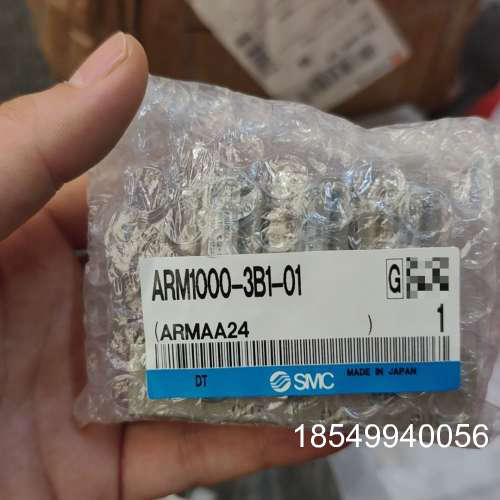 ARM1000-3B1-01
G
(ARMAA24 )
1
DT
SMC
MADE IN JAPAN
18549940056